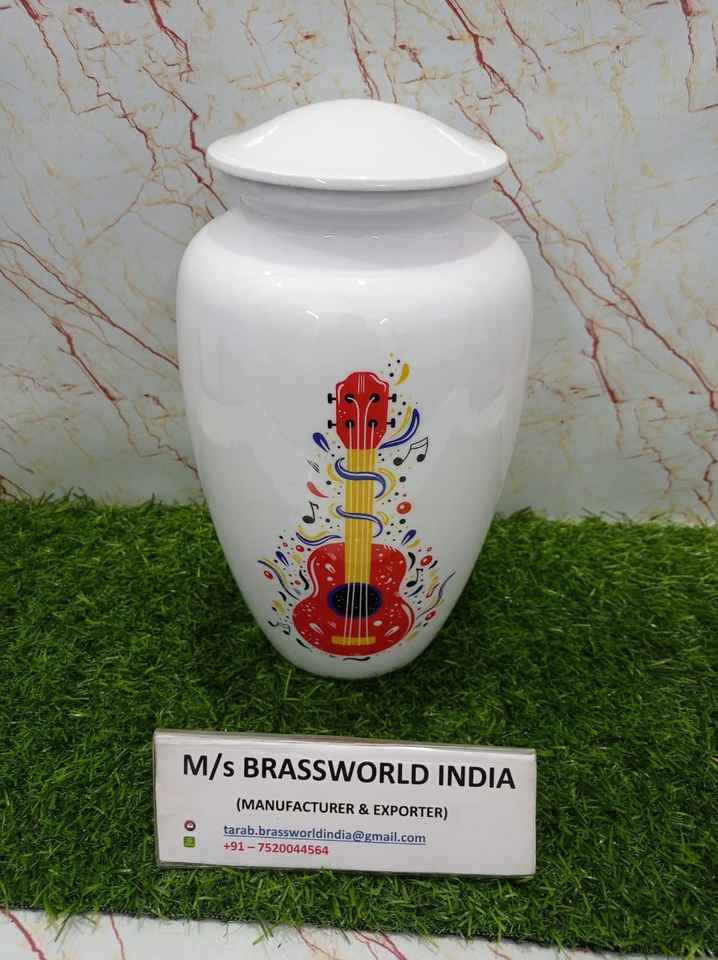 M/s BRASSWORLD INDIA
(MANUFACTURER & EXPORTER)
tarab.brassworldindia@gmail.com
+91 – 7520044564